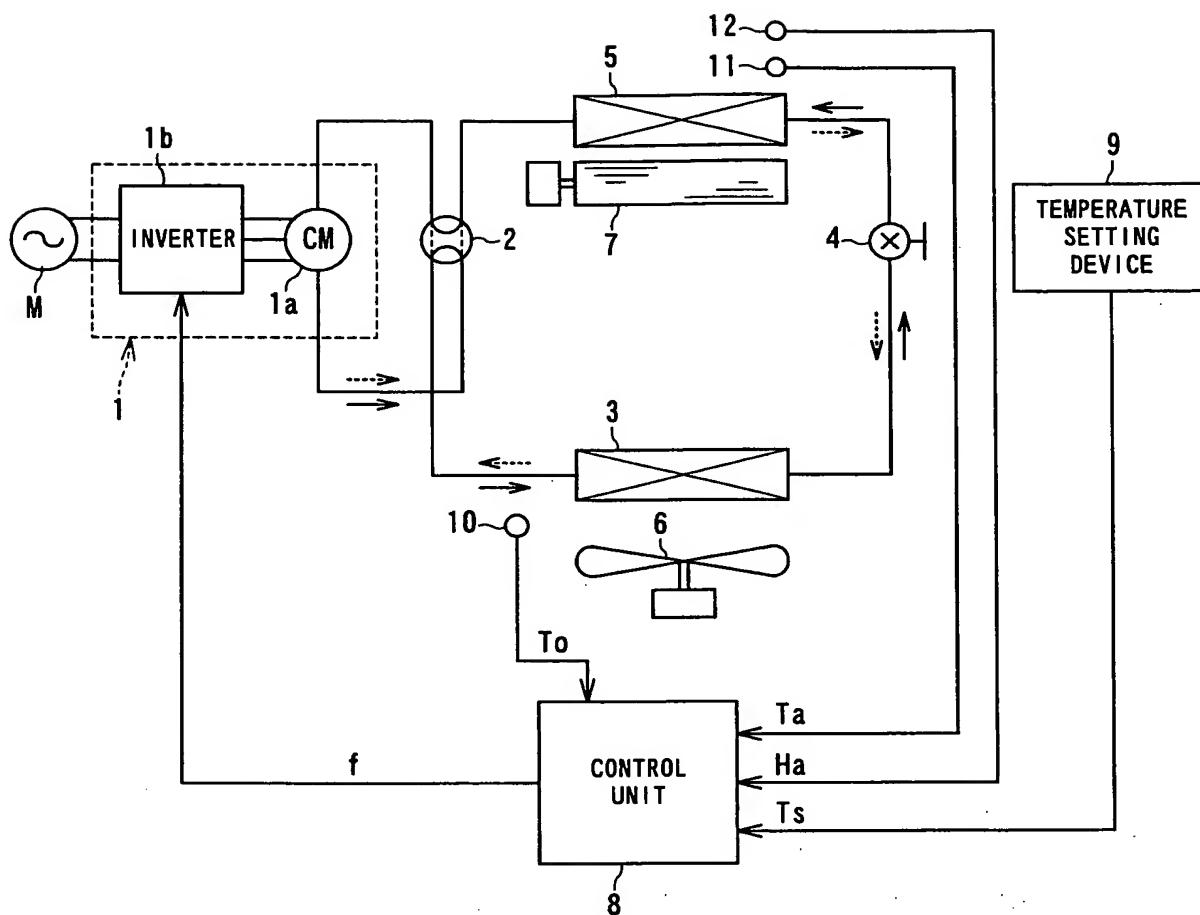 12
11
5
1b
9
TEMPERATURE
SETTING
DEVICE
INVERTER
CM
2
7
4
M
1a
1
3
10
6
To
Ta
f
CONTROL
UNIT
Ha
Ts
8